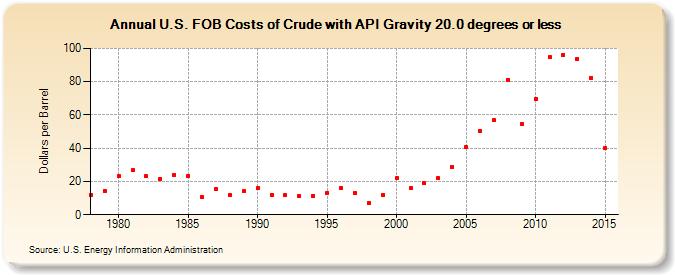 Annual U.S. FOB Costs of Crude with API Gravity 20.0 degrees or less
Dollars per Barrel
100
80
60
40
20
0
1980 1985 1990 1995 2000 2005 2010 2015
Source: U.S. Energy Information Administration